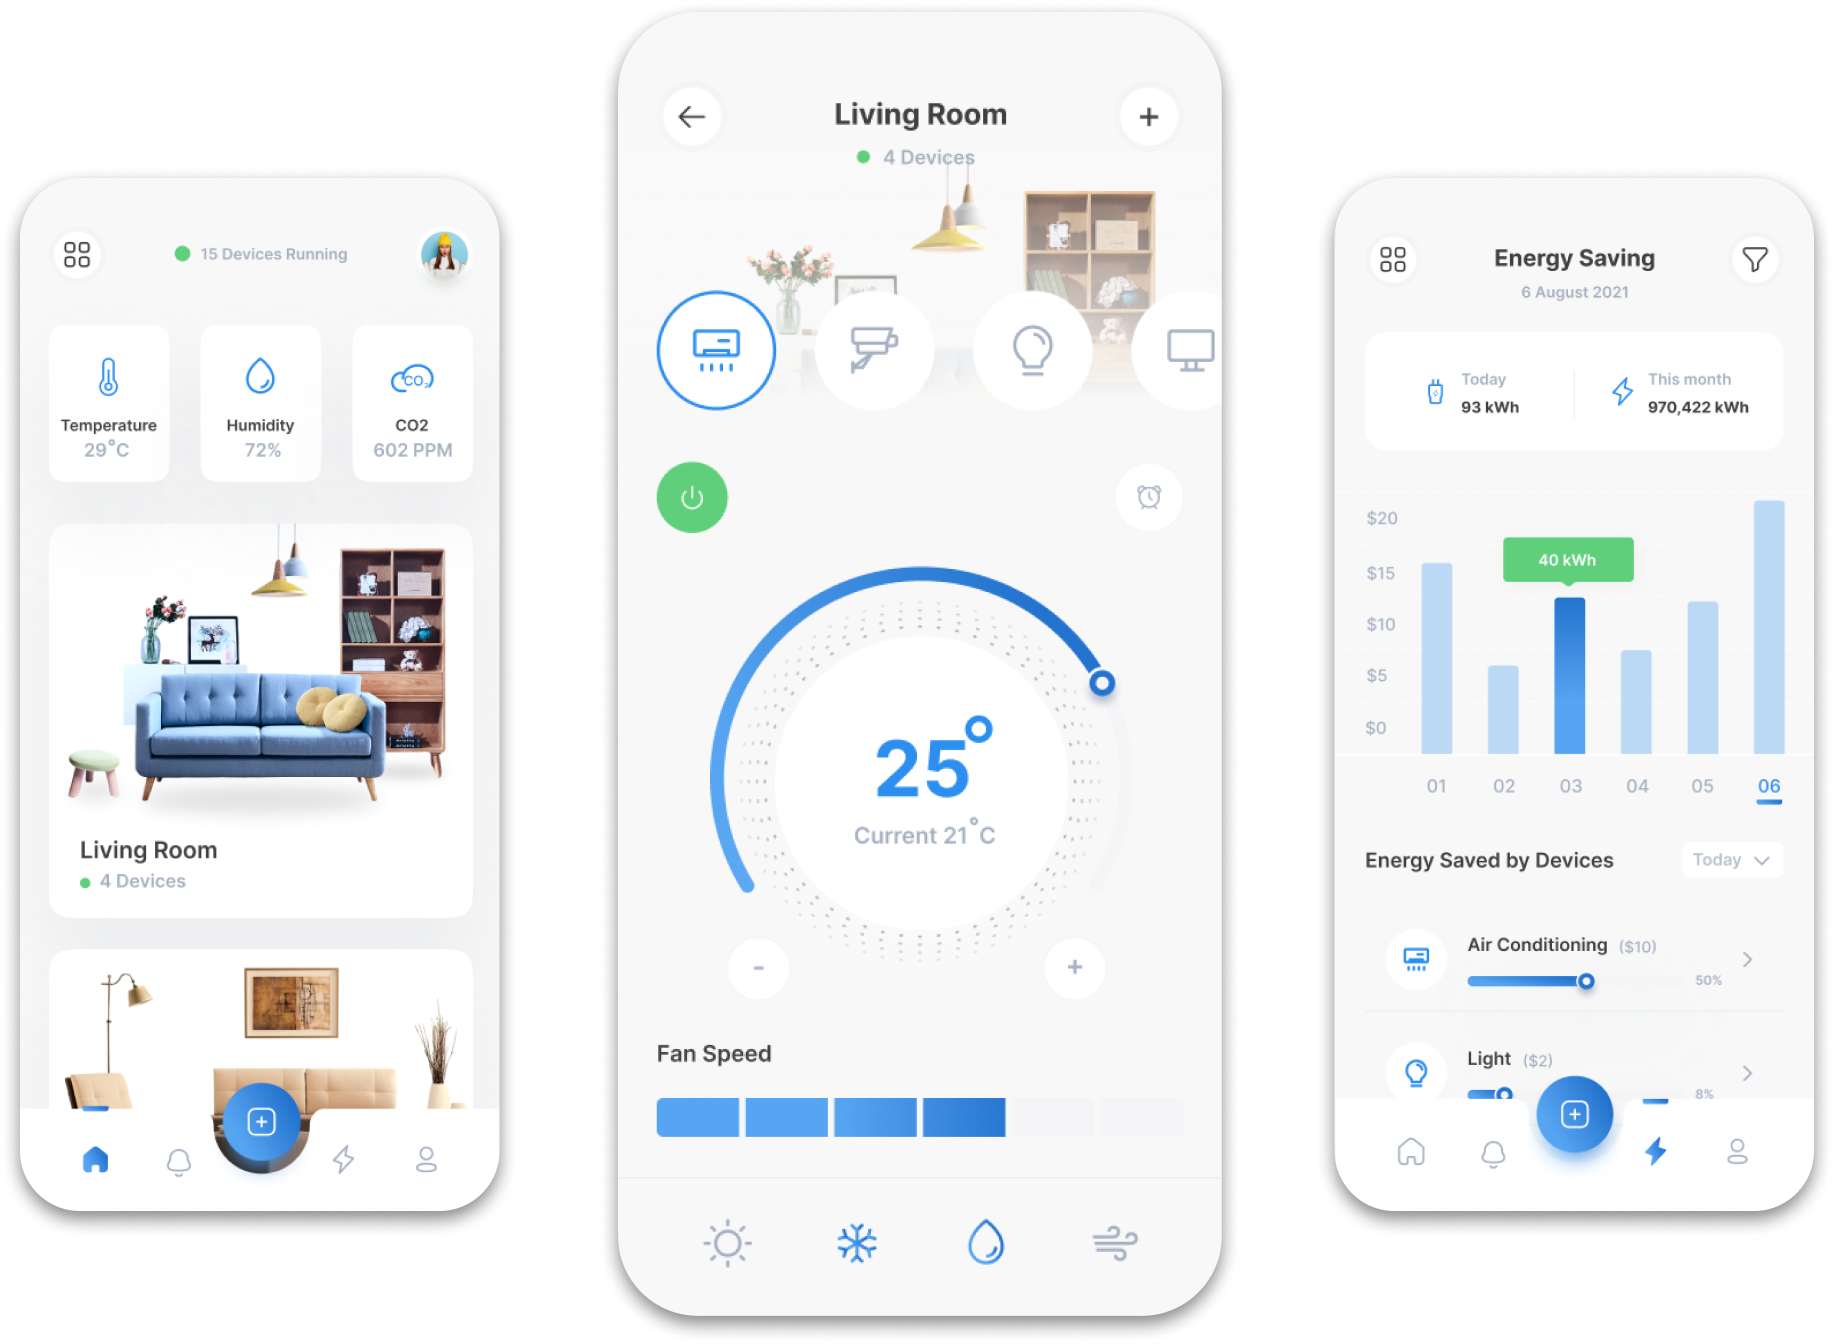 15 Devices Running
Temperature
29°C
Humidity
72%
CO₂
CO2
602 PPM
Living Room
4 Devices
Living Room
4 Devices
25°
Current 21°C
-
+
Fan Speed
Energy Saving
6 August 2021
Today
93 kWh
This month
970,422 kWh
$20
$15
$10
$5
$0
40 kWh
01 02 03 04 05 06
Energy Saved by Devices
Today
Air Conditioning ($10)
50%
Light ($2)
8%